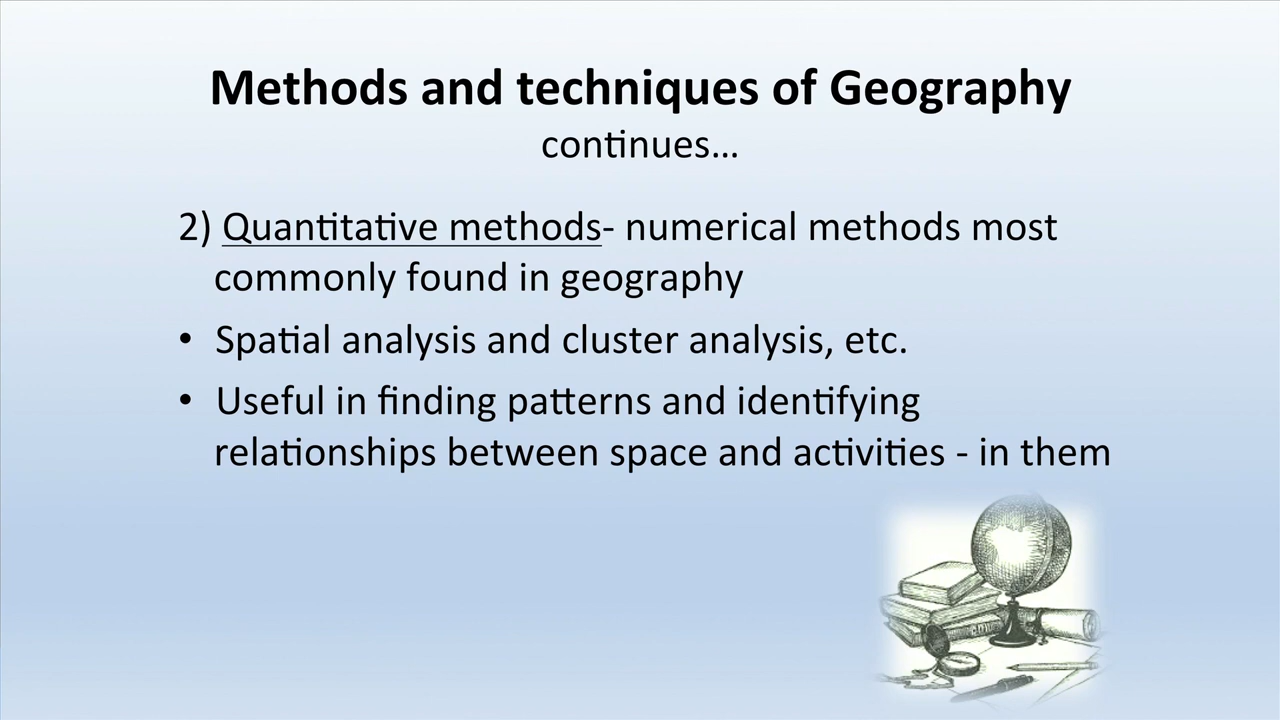 Methods and techniques of Geography
continues…
2) Quantitative methods- numerical methods most
commonly found in geography
• Spatial analysis and cluster analysis, etc.
• Useful in finding patterns and identifying
relationships between space and activities - in them